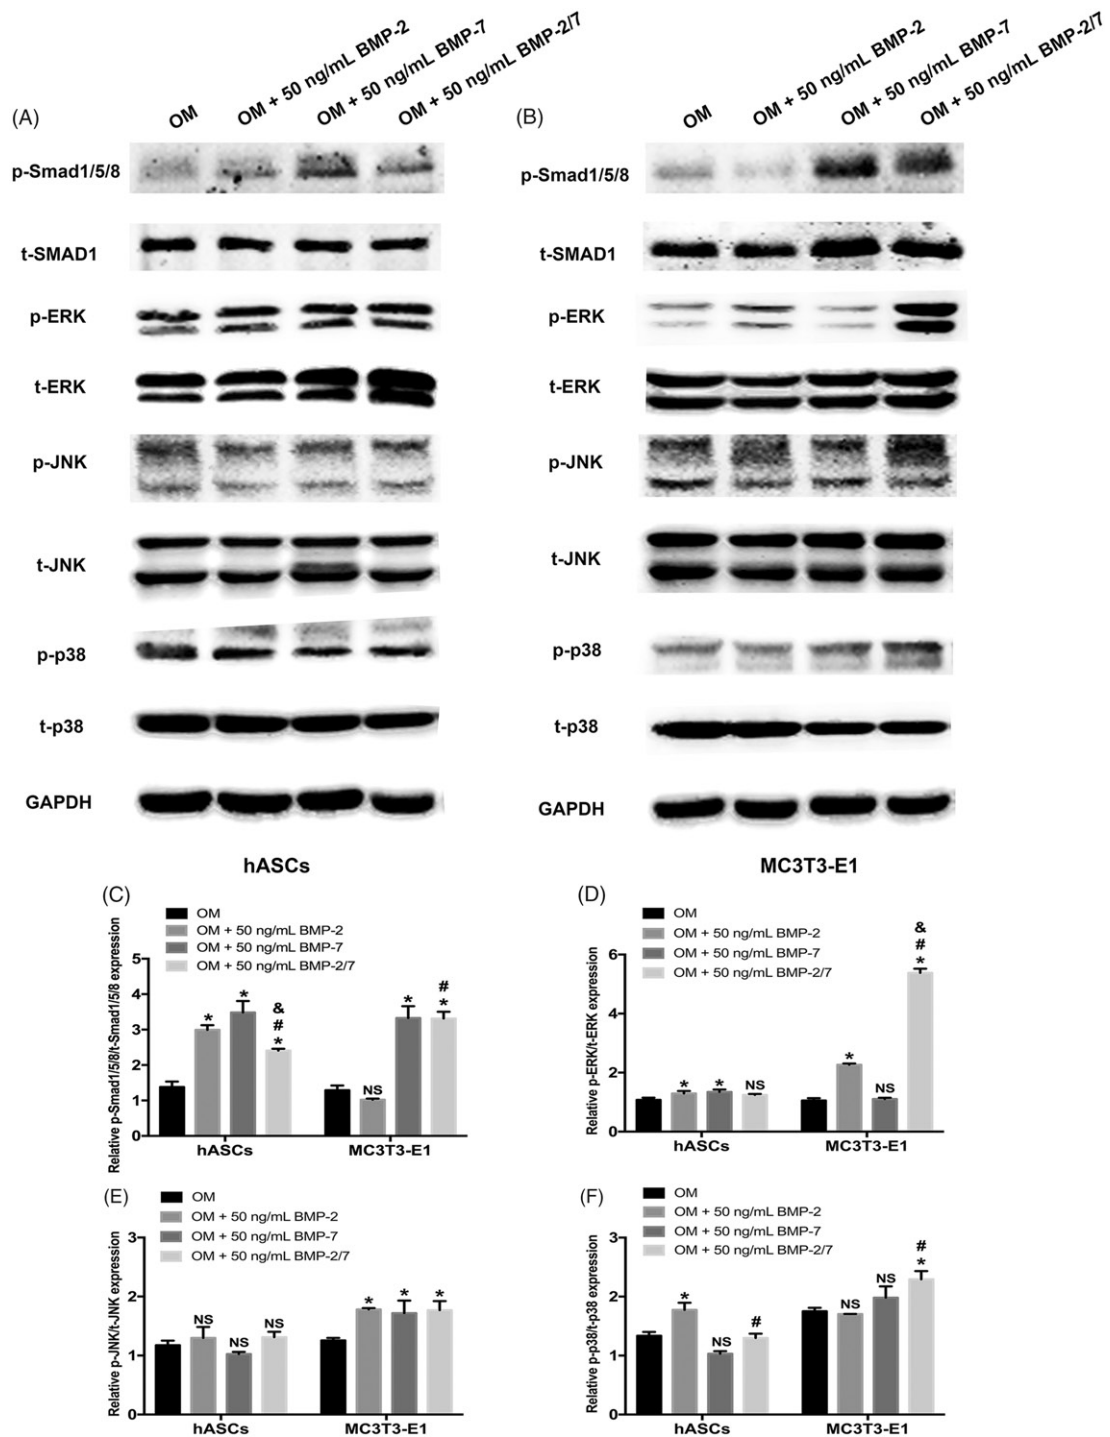 (A)
OM
OM + 50 ng/mL BMP-2
OM + 50 ng/mL BMP-7
OM + 50 ng/mL BMP-2/7
p-Smad1/5/8
t-SMAD1
p-ERK
t-ERK
p-JNK
t-JNK
p-p38
t-p38
GAPDH
hASCs
(B)
OM
OM + 50 ng/mL BMP-2
OM + 50 ng/mL BMP-7
OM + 50 ng/mL BMP-2/7
p-Smad1/5/8
t-SMAD1
p-ERK
t-ERK
p-JNK
t-JNK
p-p38
t-p38
GAPDH
MC3T3-E1
(C)
OM
OM + 50 ng/mL BMP-2
OM + 50 ng/mL BMP-7
OM + 50 ng/mL BMP-2/7
Relative p-Smad1/5/8/t-Smad1/5/8 expression
5
4
3
2
1
0
*
*
&
#
*
NS
*
#
*
hASCs
MC3T3-E1
(D)
OM
OM + 50 ng/mL BMP-2
OM + 50 ng/mL BMP-7
OM + 50 ng/mL BMP-2/7
Relative p-ERK/t-ERK expression
6
4
2
0
*
*
NS
*
NS
&
#
*
hASCs
MC3T3-E1
(E)
OM
OM + 50 ng/mL BMP-2
OM + 50 ng/mL BMP-7
OM + 50 ng/mL BMP-2/7
Relative p-JNK/t-JNK expression
3
2
1
0
NS
NS
NS
*
*
*
hASCs
MC3T3-E1
(F)
OM
OM + 50 ng/mL BMP-2
OM + 50 ng/mL BMP-7
OM + 50 ng/mL BMP-2/7
Relative p-p38/t-p38 expression
3
2
1
0
*
NS
#
NS
NS
#
*
hASCs
MC3T3-E1